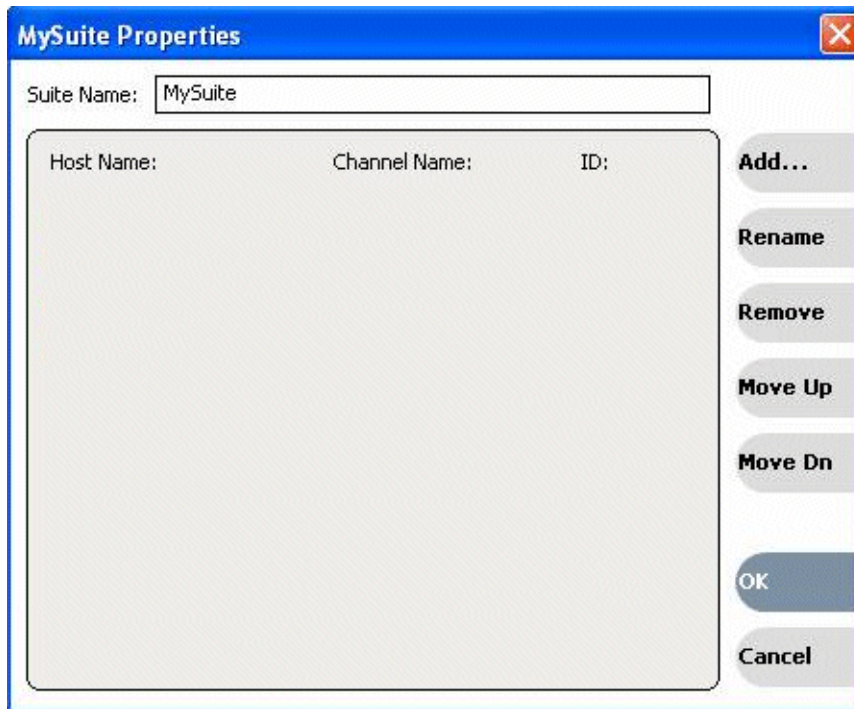 MySuite Properties
Suite Name: MySuite
Host Name: Channel Name: ID:
Add...
Rename
Remove
Move Up
Move Dn
OK
Cancel